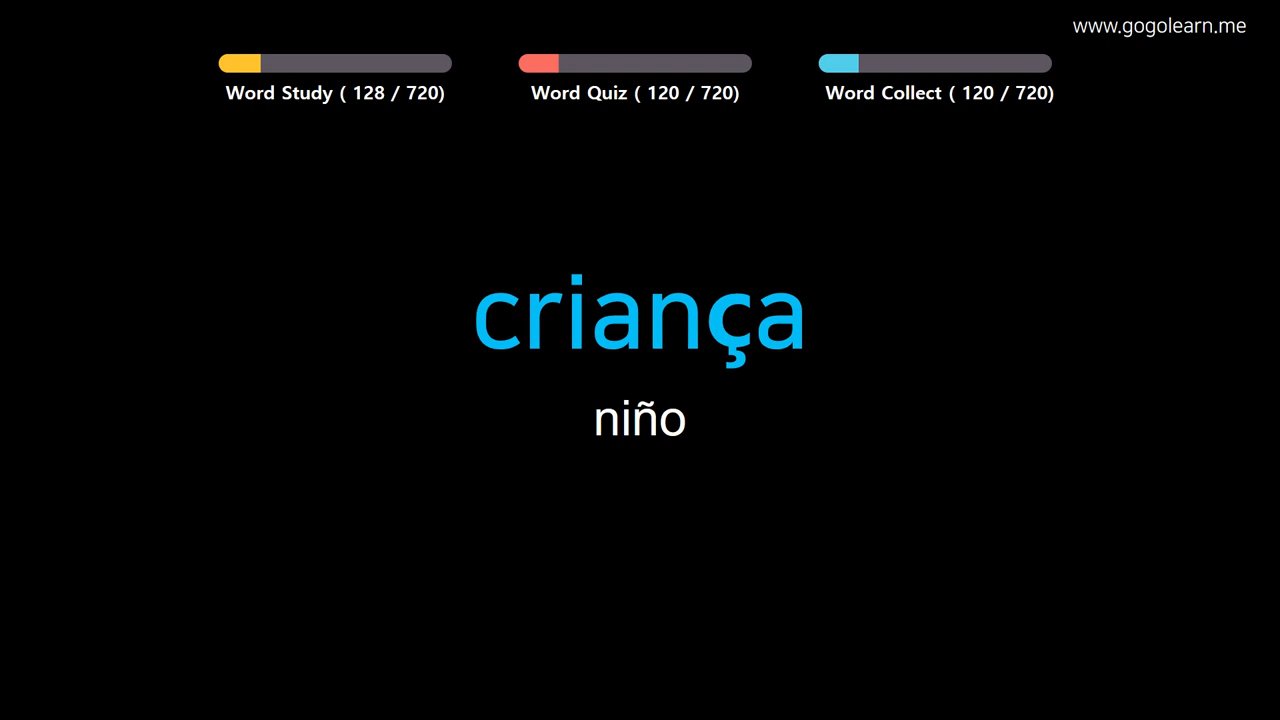 www.gogolearn.me
Word Study ( 128 / 720)
Word Quiz ( 120 / 720)
Word Collect ( 120 / 720)
criança
niño